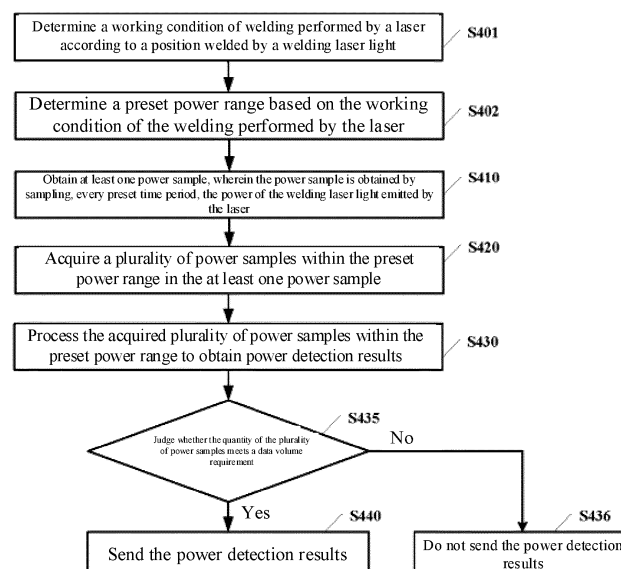 Determine a working condition of welding performed by a laser
according to a position welded by a welding laser light
S401
Determine a preset power range based on the working
condition of the welding performed by the laser
S402
Obtain at least one power sample, wherein the power sample is obtained by
sampling, every preset time period, the power of the welding laser light emitted by
the laser
S410
Acquire a plurality of power samples within the preset
power range in the at least one power sample
S420
Process the acquired plurality of power samples within the
preset power range to obtain power detection results
S430
Judge whether the quantity of the plurality
of power samples meets a data volume
requirement
S435
No
Yes
S440
Send the power detection results
S436
Do not send the power detection
results